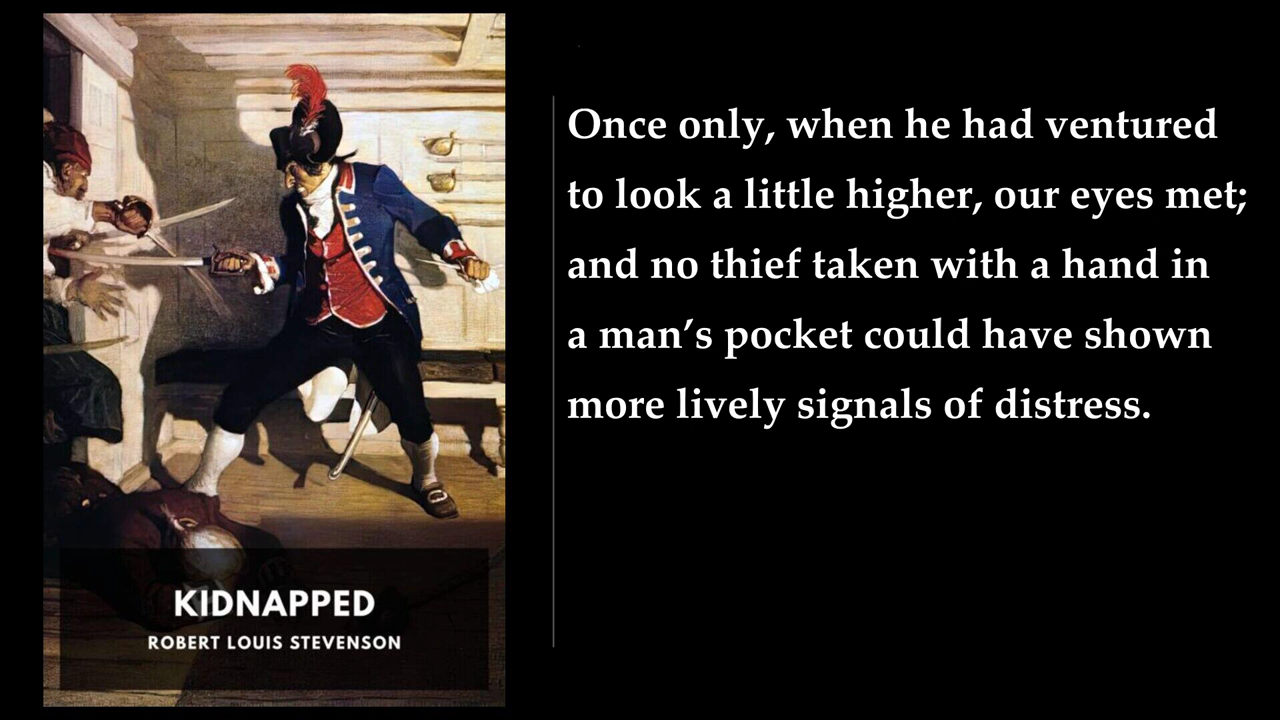 KIDNAPPED
ROBERT LOUIS STEVENSON
Once only, when he had ventured
to look a little higher, our eyes met;
and no thief taken with a hand in
a man’s pocket could have shown
more lively signals of distress.